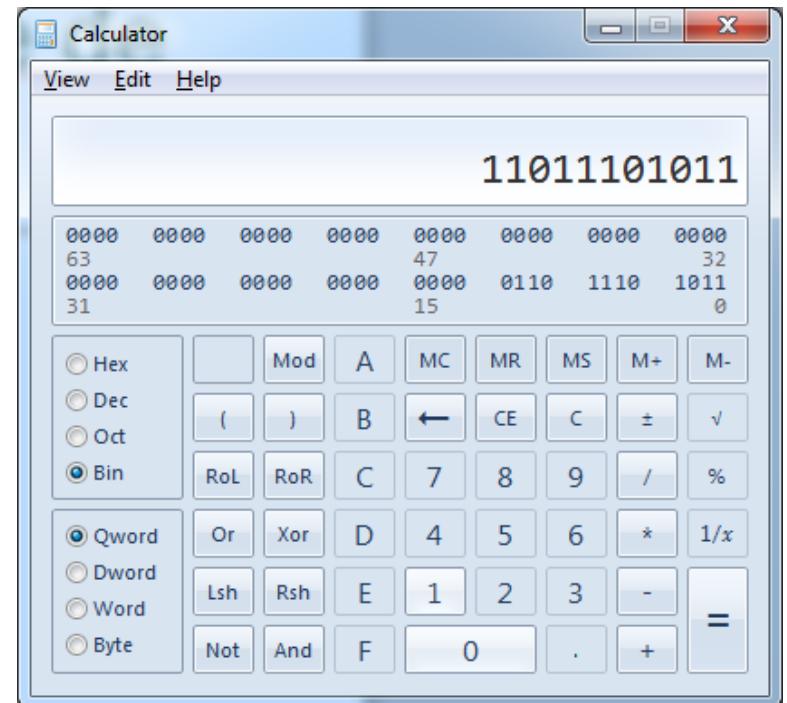 Calculator
View Edit Help
11011101011
0000 0000 0000 0000 0000 0000 0000 0000
63 47 32
0000 0000 0000 0000 0000 0110 1110 1011
31 15 0
Hex Mod A MC MR MS M+ M-
Dec ( ) B ← CE C ± √
Oct
Bin RoL RoR C 7 8 9 / %
Qword Or Xor D 4 5 6 * 1/x
Dword Lsh Rsh E 1 2 3 - =
Word
Byte Not And F 0 . +